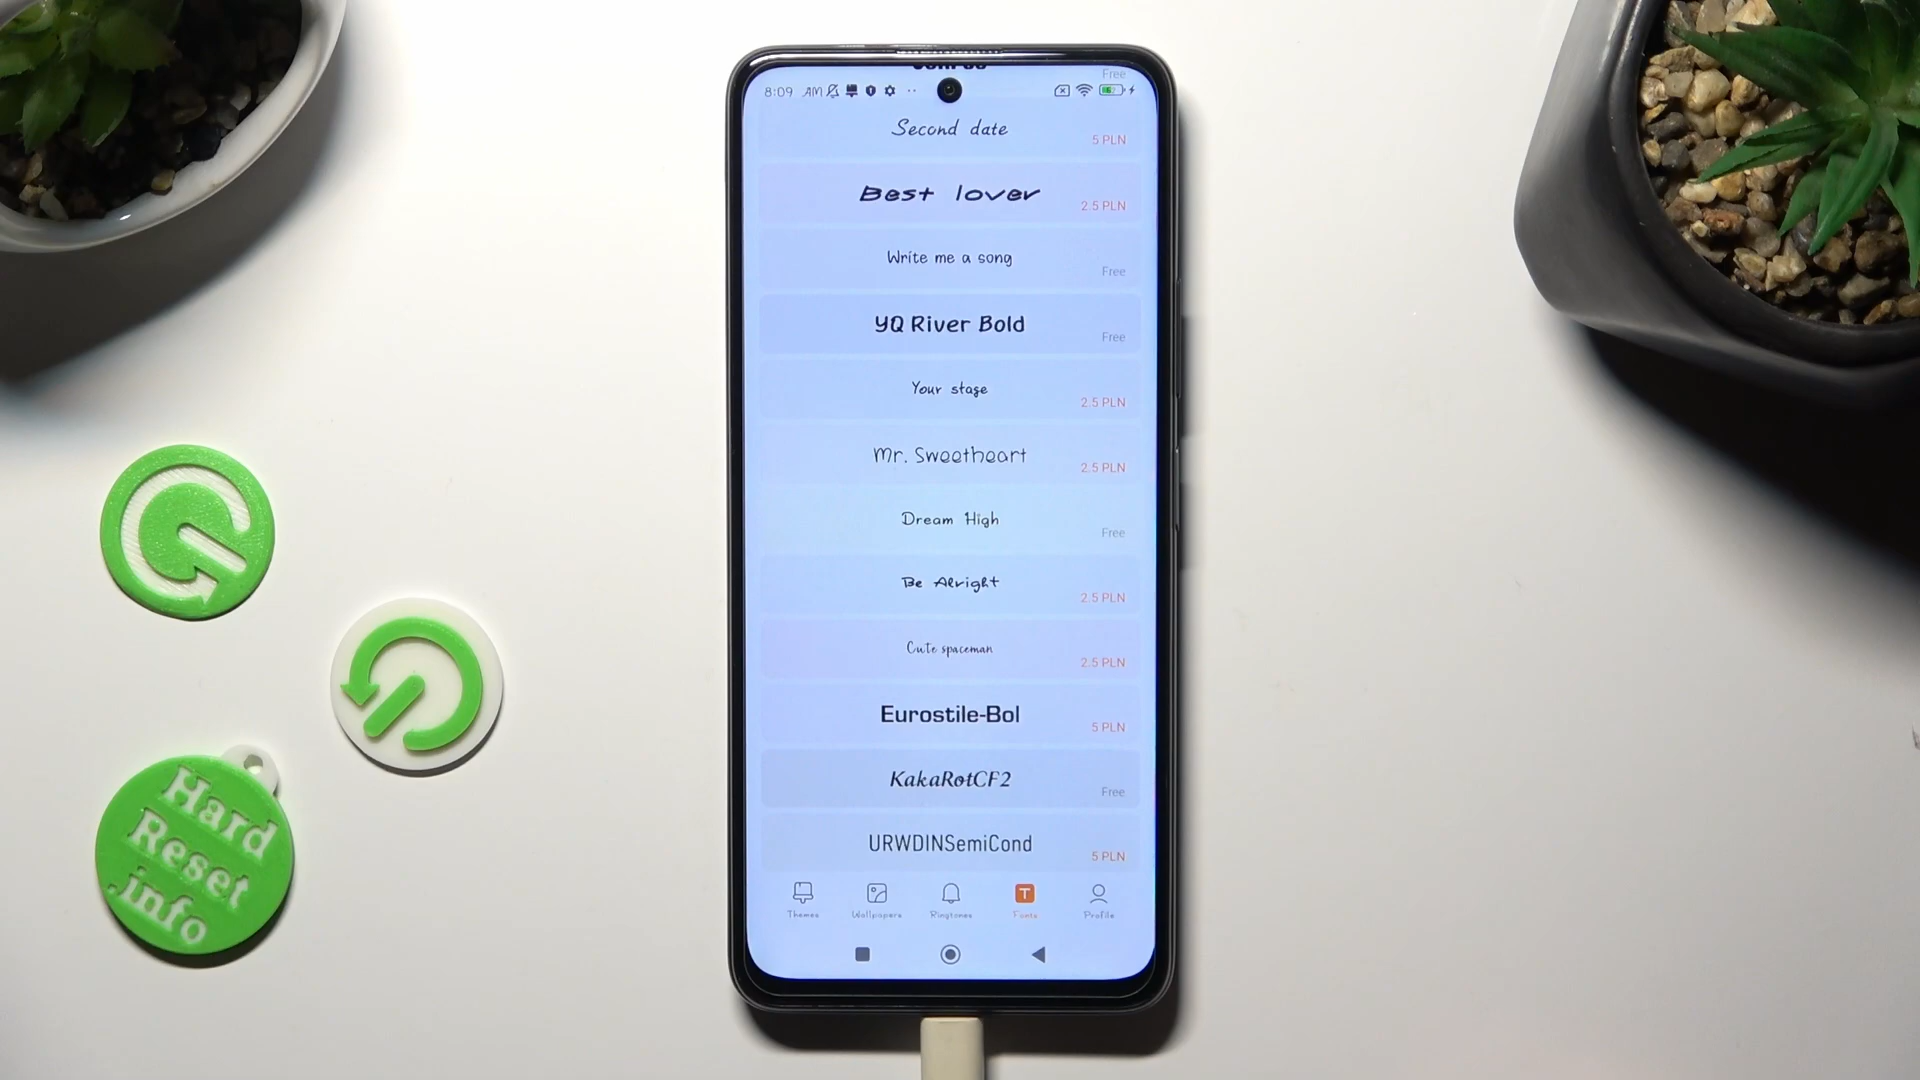 Free
8:09 AM
Second date
5 PLN
Best lover
2.5 PLN
Write me a song
Free
YQ River Bold
Free
Your stage
2.5 PLN
Mr. Sweetheart
2.5 PLN
Dream High
Free
Be Alright
2.5 PLN
Cute spaceman
2.5 PLN
Eurostile-Bol
5 PLN
KakaRotCF2
Free
URWDINSemiCond
5 PLN
Themes Wallpapers Ringtones Fonts Profile
Hard
Reset
.info